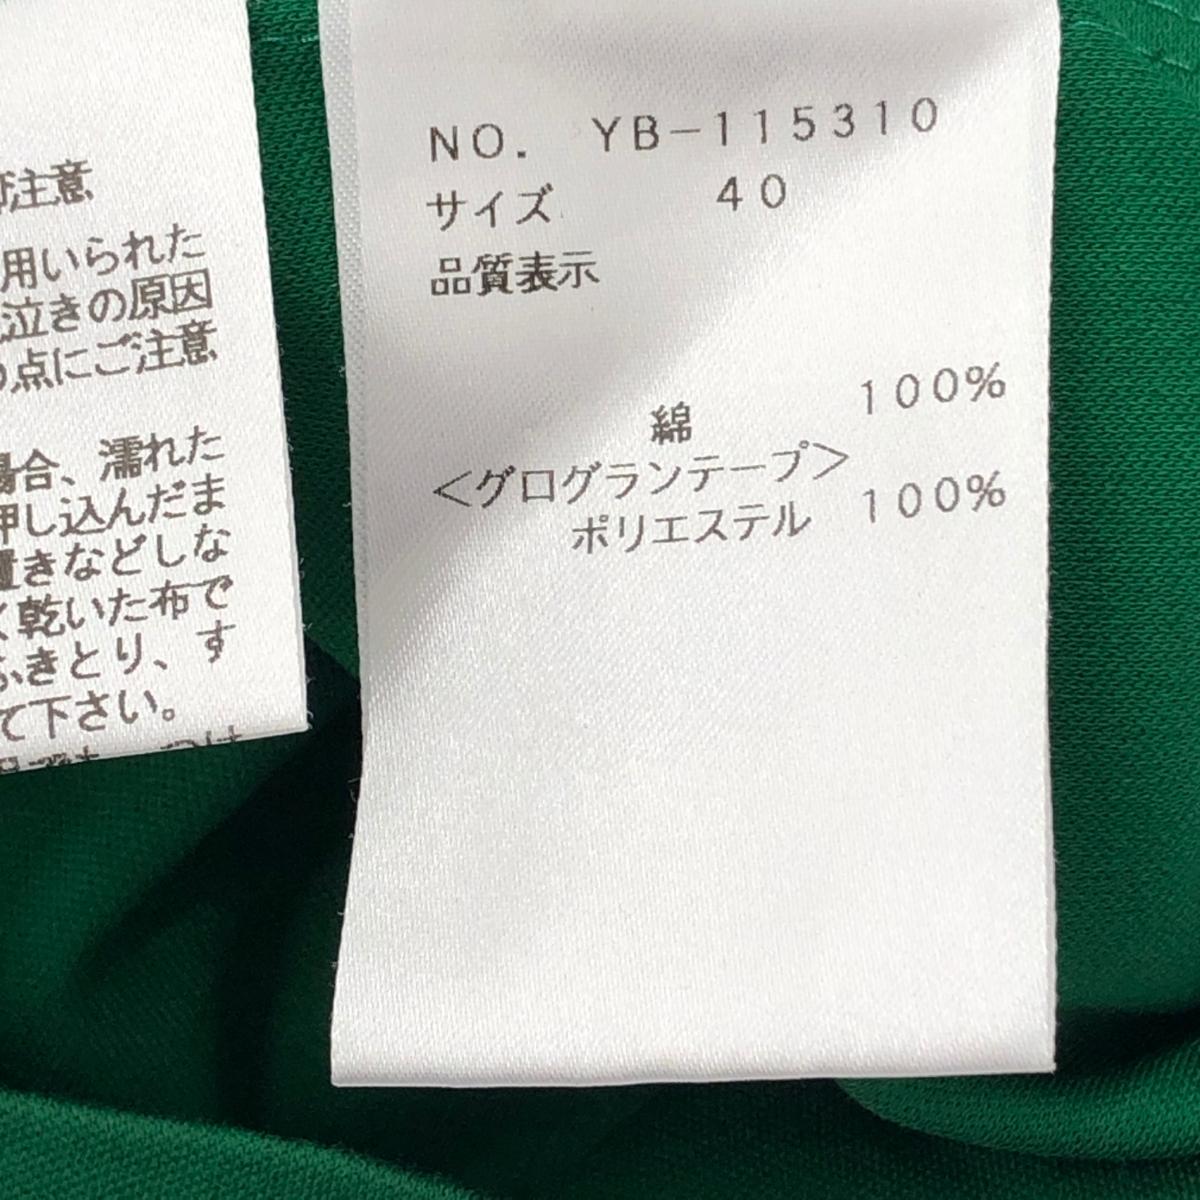 注意
用いられた
泣きの原因
点にご注意
場合、濡れた
押し込んだま
置きなどしな
く乾いた布で
ふきとり、す
て下さい。
NO. YB-115310
サイズ 40
品質表示
綿 100%
<グログランテープ>
ポリエステル 100%